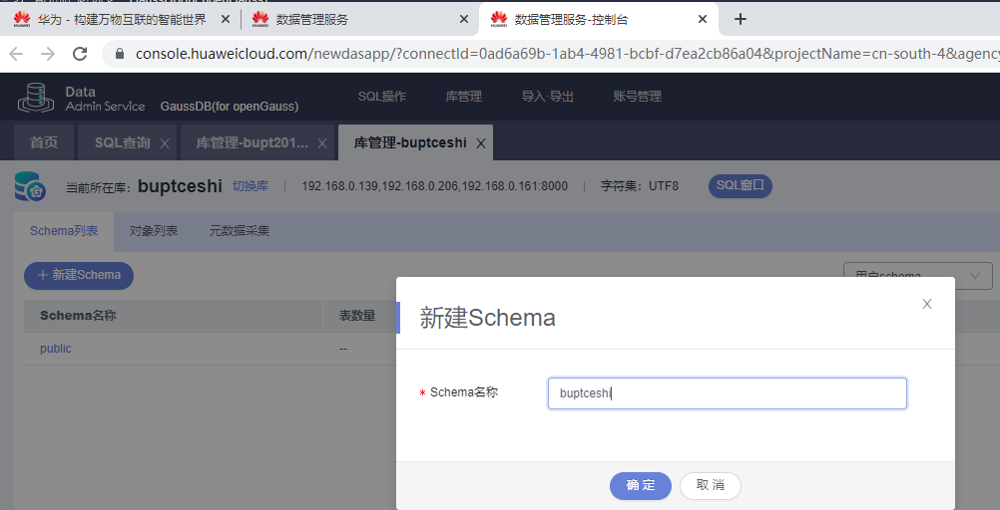 华为 - 构建万物互联的智能世界
数据管理服务
数据管理服务-控制台
console.huaweicloud.com/newdasapp/?connectId=0ad6a69b-1ab4-4981-bcbf-d7ea2cb86a04&projectName=cn-south-4&agency
Data
Admin Service GaussDB(for openGauss)
SQL操作 库管理 导入·导出 账号管理
首页 SQL查询 库管理-bupt201... 库管理-buptceshi
当前所在库: buptceshi 切换库 192.168.0.139,192.168.0.206,192.168.0.161:8000 字符集: UTF8 SQL窗口
Schema列表 对象列表 元数据采集
新建Schema
用户schema
Schema名称 表数量
public --
新建Schema
* Schema名称 buptceshi
确 定 取 消